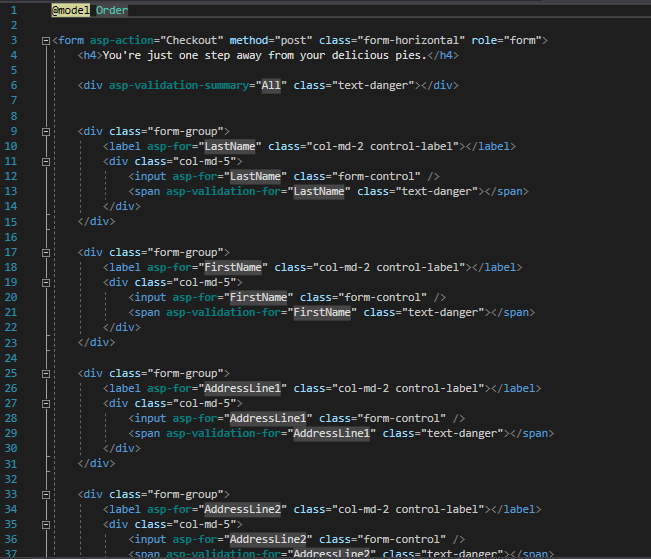 1 @model Order
2
3 <form asp-action="Checkout" method="post" class="form-horizontal" role="form">
4 <h4>You're just one step away from your delicious pies.</h4>
5
6 <div asp-validation-summary="All" class="text-danger"></div>
7
8
9 <div class="form-group">
10 <label asp-for="LastName" class="col-md-2 control-label"></label>
11 <div class="col-md-5">
12 <input asp-for="LastName" class="form-control" />
13 <span asp-validation-for="LastName" class="text-danger"></span>
14 </div>
15 </div>
16
17 <div class="form-group">
18 <label asp-for="FirstName" class="col-md-2 control-label"></label>
19 <div class="col-md-5">
20 <input asp-for="FirstName" class="form-control" />
21 <span asp-validation-for="FirstName" class="text-danger"></span>
22 </div>
23 </div>
24
25 <div class="form-group">
26 <label asp-for="AddressLine1" class="col-md-2 control-label"></label>
27 <div class="col-md-5">
28 <input asp-for="AddressLine1" class="form-control" />
29 <span asp-validation-for="AddressLine1" class="text-danger"></span>
30 </div>
31 </div>
32
33 <div class="form-group">
34 <label asp-for="AddressLine2" class="col-md-2 control-label"></label>
35 <div class="col-md-5">
36 <input asp-for="AddressLine2" class="form-control" />
37 <span asp-validation-for="AddressLine2" class="text-danger"></span>